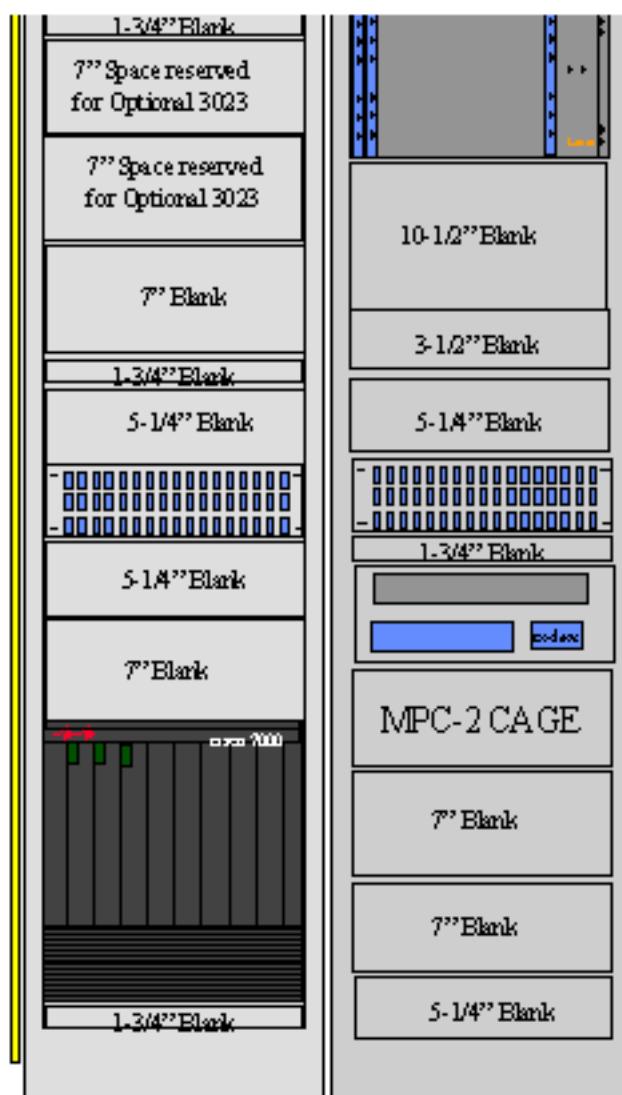 1-3/4’’ Blank
7’’ Space reserved
for Optional 3023
7’’ Space reserved
for Optional 3023
7’’ Blank
1-3/4’’ Blank
5-1/4’’ Blank
5-1/4’’ Blank
7’’ Blank
cisco 7000
1-3/4’’ Blank
10-1/2’’ Blank
3-1/2’’ Blank
5-1/4’’ Blank
1-3/4’’ Blank
MPC-2 CAGE
7’’ Blank
7’’ Blank
5-1/4’’ Blank